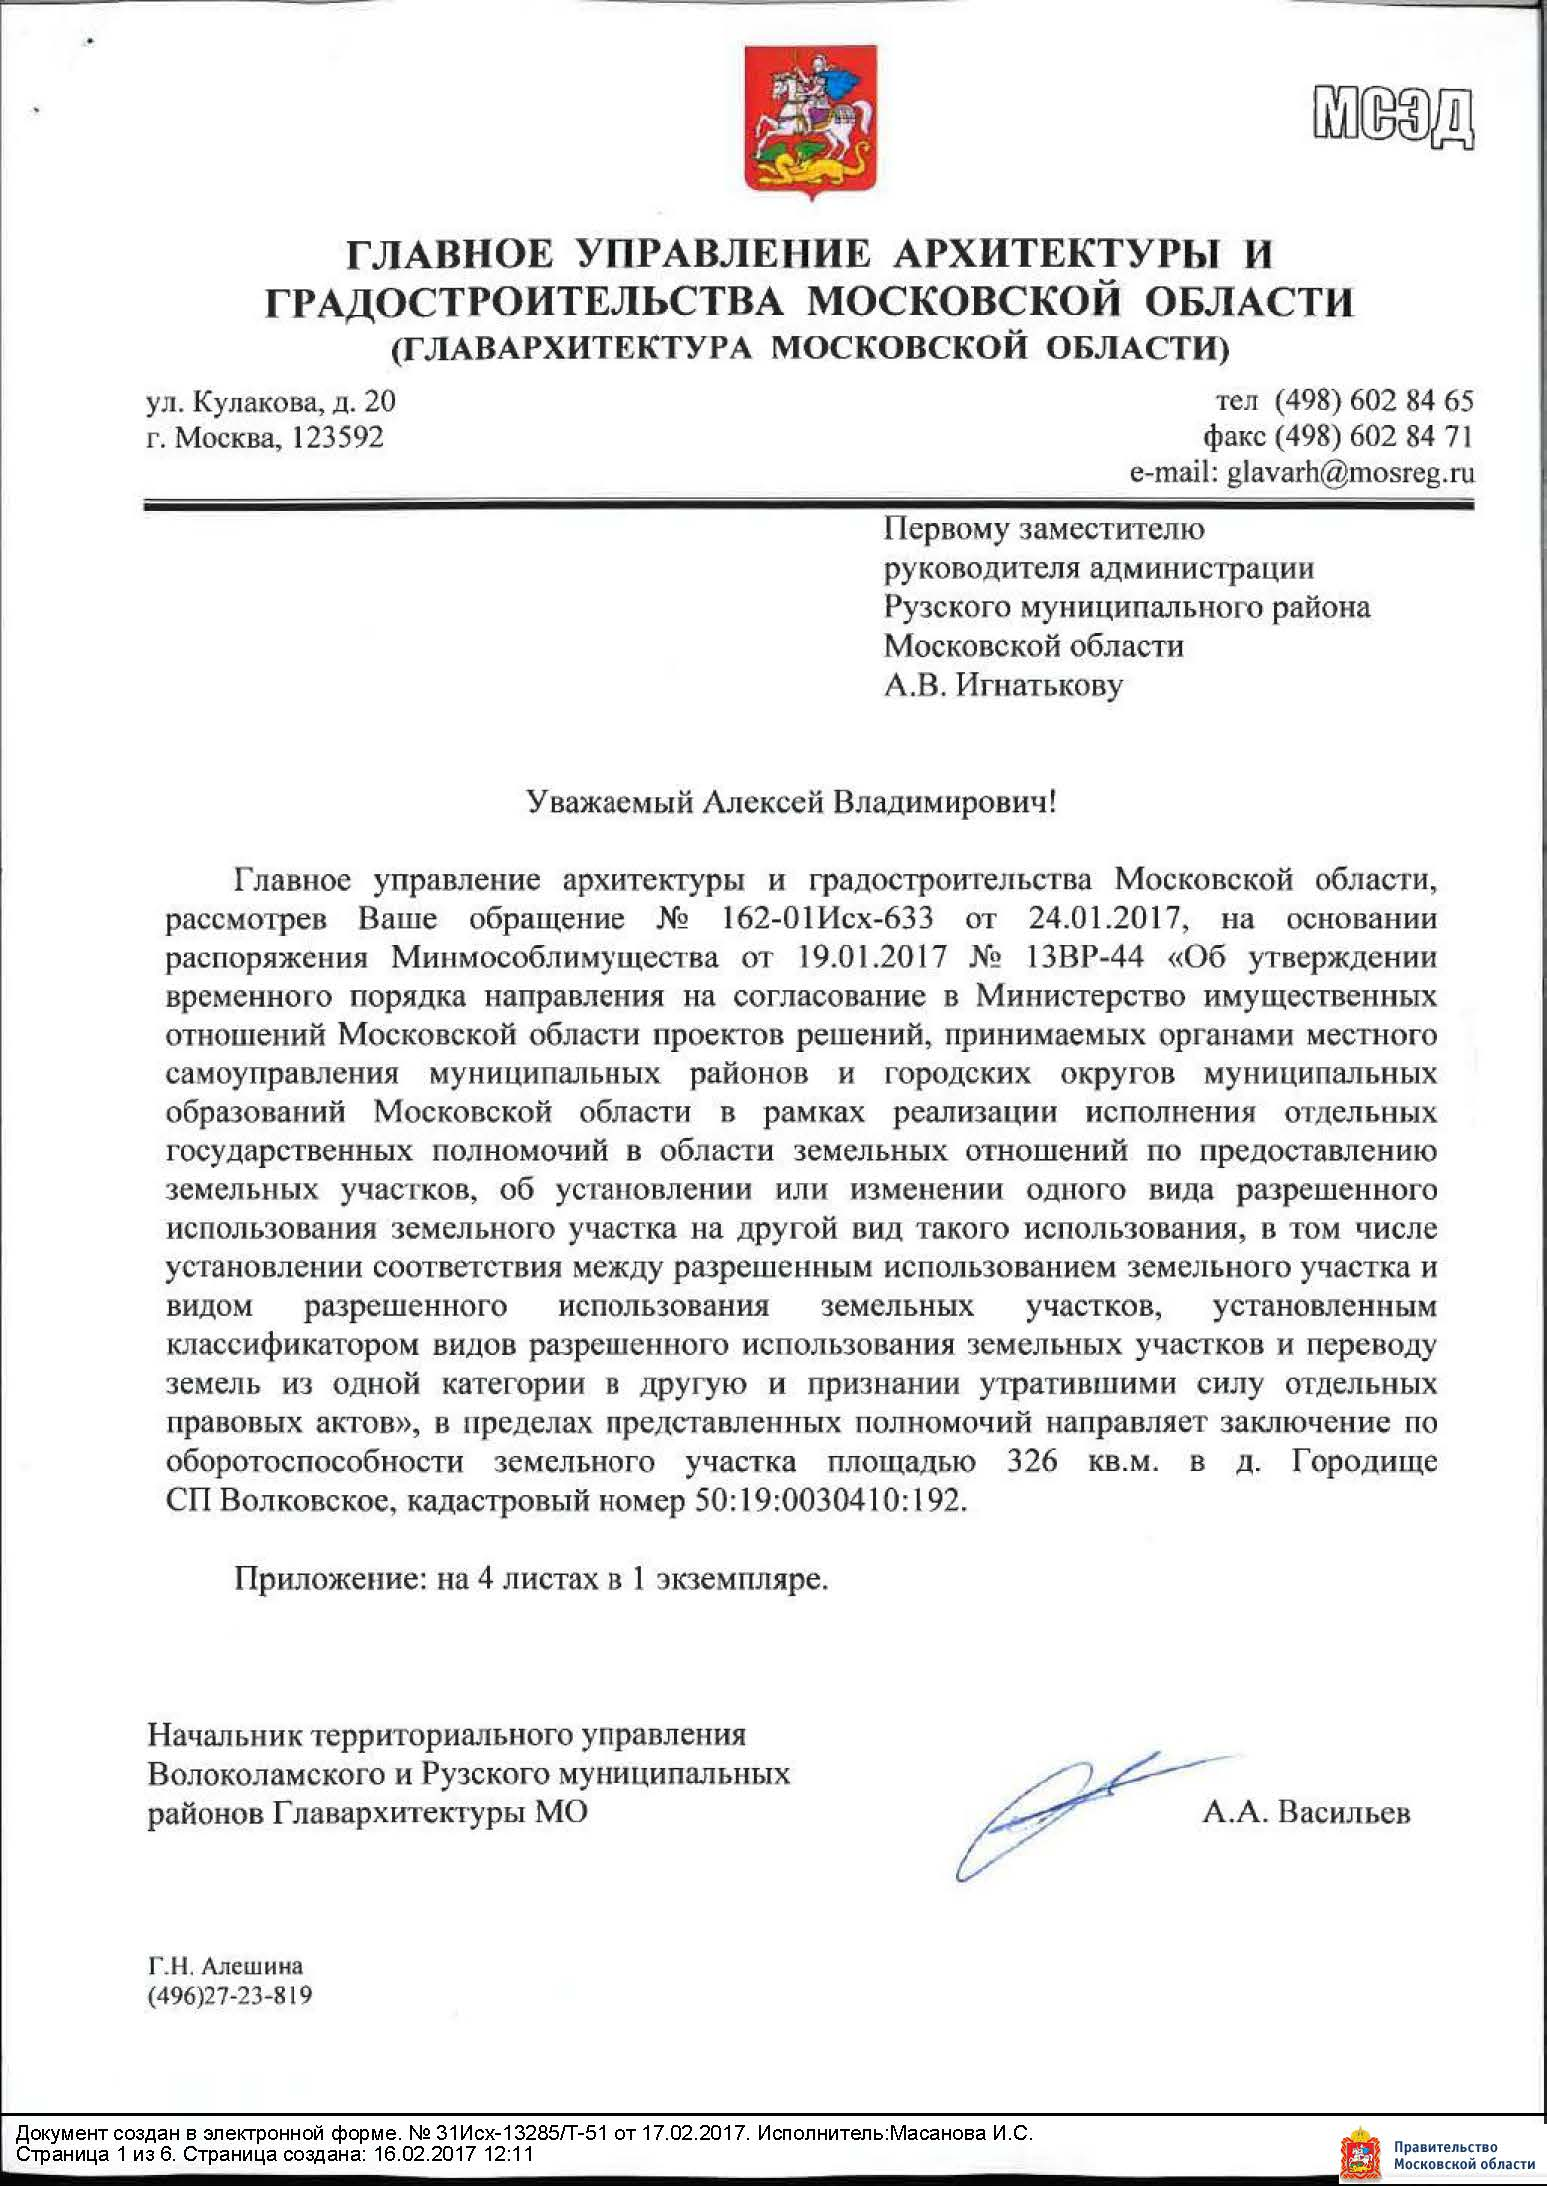 МСЭД
ГЛАВНОЕ УПРАВЛЕНИЕ АРХИТЕКТУРЫ И
ГРАДОСТРОИТЕЛЬСТВА МОСКОВСКОЙ ОБЛАСТИ
(ГЛАВАРХИТЕКТУРА МОСКОВСКОЙ ОБЛАСТИ)
ул. Кулакова, д. 20
г. Москва, 123592
тел (498) 602 84 65
факс (498) 602 84 71
e-mail: glavarh@mosreg.ru
Первому заместителю
руководителя администрации
Рузского муниципального района
Московской области
А.В. Игнатькову
Уважаемый Алексей Владимирович!
Главное управление архитектуры и градостроительства Московской области,
рассмотрев Ваше обращение № 162-01Исх-633 от 24.01.2017, на основании
распоряжения Минмособлимущества от 19.01.2017 № 13ВР-44 «Об утверждении
временного порядка направления на согласование в Министерство имущественных
отношений Московской области проектов решений, принимаемых органами местного
самоуправления муниципальных районов и городских округов муниципальных
образований Московской области в рамках реализации исполнения отдельных
государственных полномочий в области земельных отношений по предоставлению
земельных участков, об установлении или изменении одного вида разрешенного
использования земельного участка на другой вид такого использования, в том числе
установлении соответствия между разрешенным использованием земельного участка и
видом разрешенного использования земельных участков, установленным
классификатором видов разрешенного использования земельных участков и переводу
земель из одной категории в другую и признании утратившими силу отдельных
правовых актов», в пределах представленных полномочий направляет заключение по
оборотоспособности земельного участка площадью 326 кв.м. в д. Городище
СП Волковское, кадастровый номер 50:19:0030410:192.
Приложение: на 4 листах в 1 экземпляре.
Начальник территориального управления
Волоколамского и Рузского муниципальных
районов Главархитектуры МО
А.А. Васильев
Г.Н. Алешина
(496)27-23-819
Документ создан в электронной форме. № 31Исх-13285/Т-51 от 17.02.2017. Исполнитель:Масанова И.С.
Страница 1 из 6. Страница создана: 16.02.2017 12:11
Правительство
Московской области